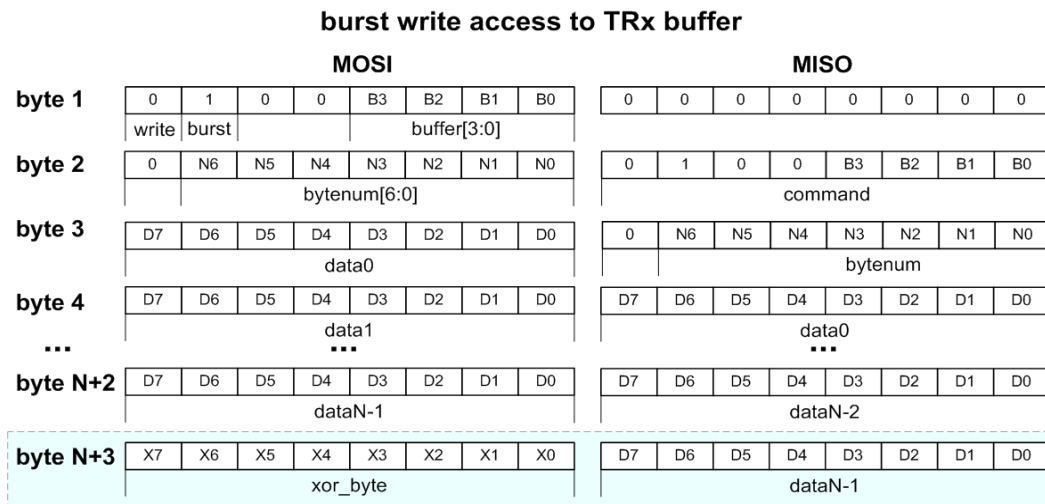 burst write access to TRx buffer
MOSI MISO
byte 1 0 1 0 0 B3 B2 B1 B0 0 0 0 0 0 0 0 0
write burst buffer[3:0]
byte 2 0 N6 N5 N4 N3 N2 N1 N0 0 1 0 0 B3 B2 B1 B0
bytenum[6:0] command
byte 3 D7 D6 D5 D4 D3 D2 D1 D0 0 N6 N5 N4 N3 N2 N1 N0
data0 bytenum
byte 4 D7 D6 D5 D4 D3 D2 D1 D0 D7 D6 D5 D4 D3 D2 D1 D0
data1 data0
... ... ...
byte N+2 D7 D6 D5 D4 D3 D2 D1 D0 D7 D6 D5 D4 D3 D2 D1 D0
dataN-1 dataN-2
byte N+3 X7 X6 X5 X4 X3 X2 X1 X0 D7 D6 D5 D4 D3 D2 D1 D0
xor_byte dataN-1